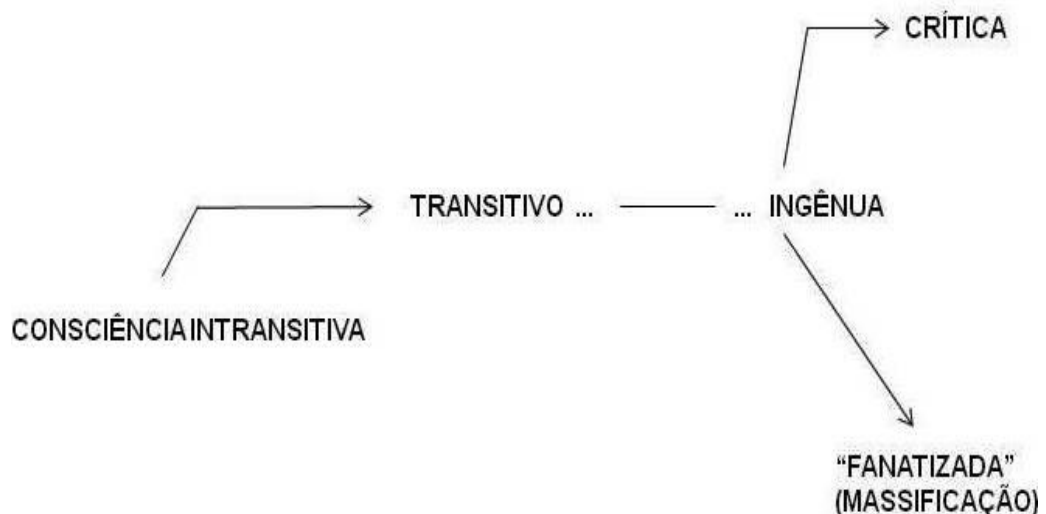 CRÍTICA
TRANSITIVO ... ... INGÊNUA
CONSCIÊNCIA INTRANSITIVA
“FANATIZADA”
(MASSIFICAÇÃO)